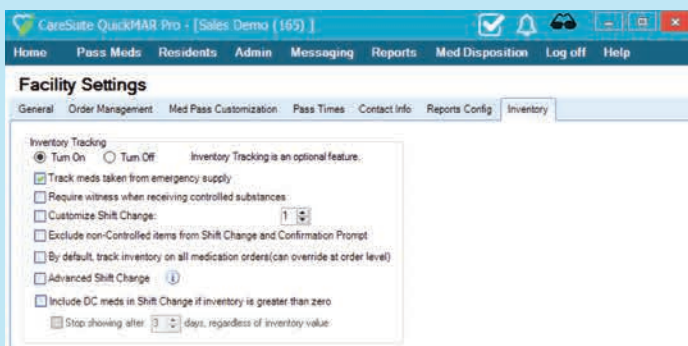 CareSuite QuickMAR Pro - [Sales Demo (165) ]
Home Pass Meds Residents Admin Messaging Reports Med Disposition Log off Help
Facility Settings
General Order Management Med Pass Customization Pass Times Contact Info Reports Config Inventory
Inventory Tracking
Turn On Turn Off Inventory Tracking is an optional feature.
Track meds taken from emergency supply
Require witness when receiving controlled substances
Customize Shift Change: 1
Exclude non-Controlled items from Shift Change and Confirmation Prompt
By default, track inventory on all medication orders(can override at order level)
Advanced Shift Change i
Include DC meds in Shift Change if inventory is greater than zero
Stop showing after 3 days, regardless of inventory value